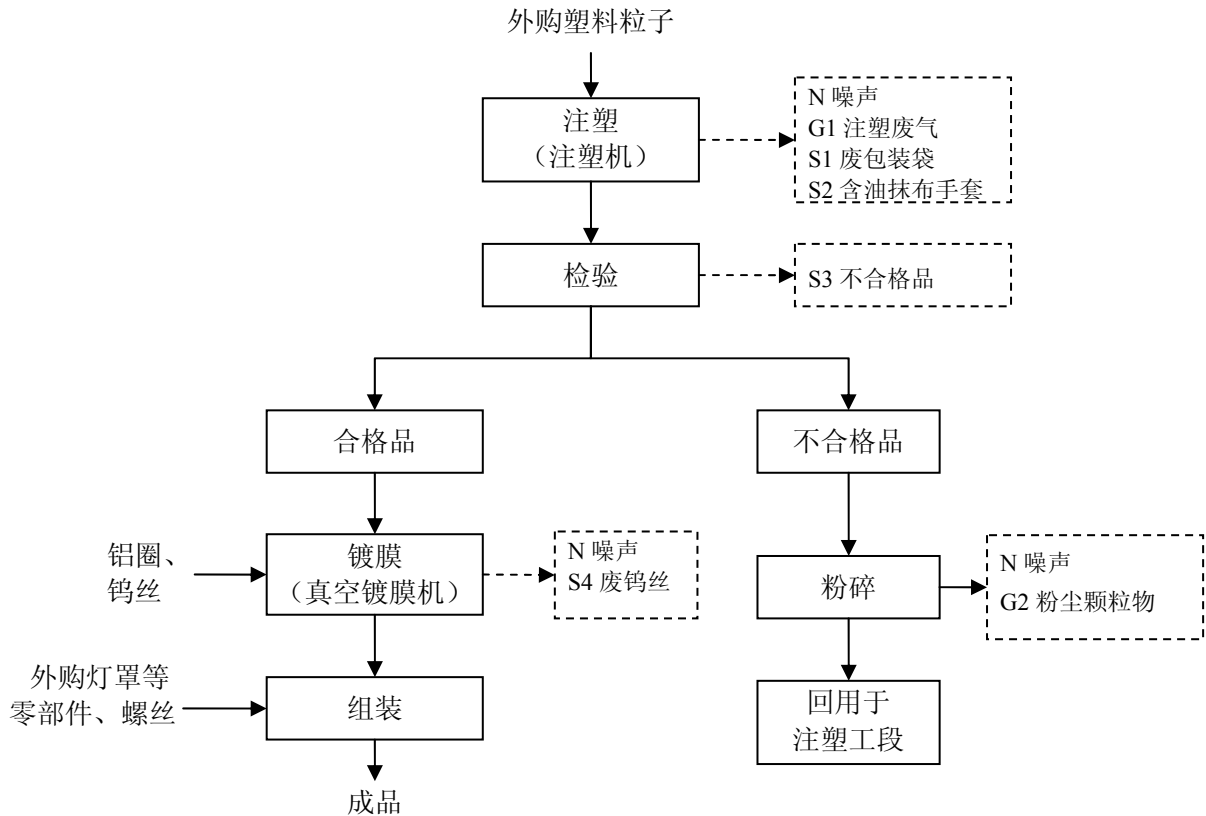 外购塑料粒子
注塑
（注塑机）
N 噪声
G1 注塑废气
S1 废包装袋
S2 含油抹布手套
检验
S3 不合格品
合格品
不合格品
铝圈、
钨丝
镀膜
（真空镀膜机）
N 噪声
S4 废钨丝
粉碎
N 噪声
G2 粉尘颗粒物
外购灯罩等
零部件、螺丝
组装
回用于
注塑工段
成品